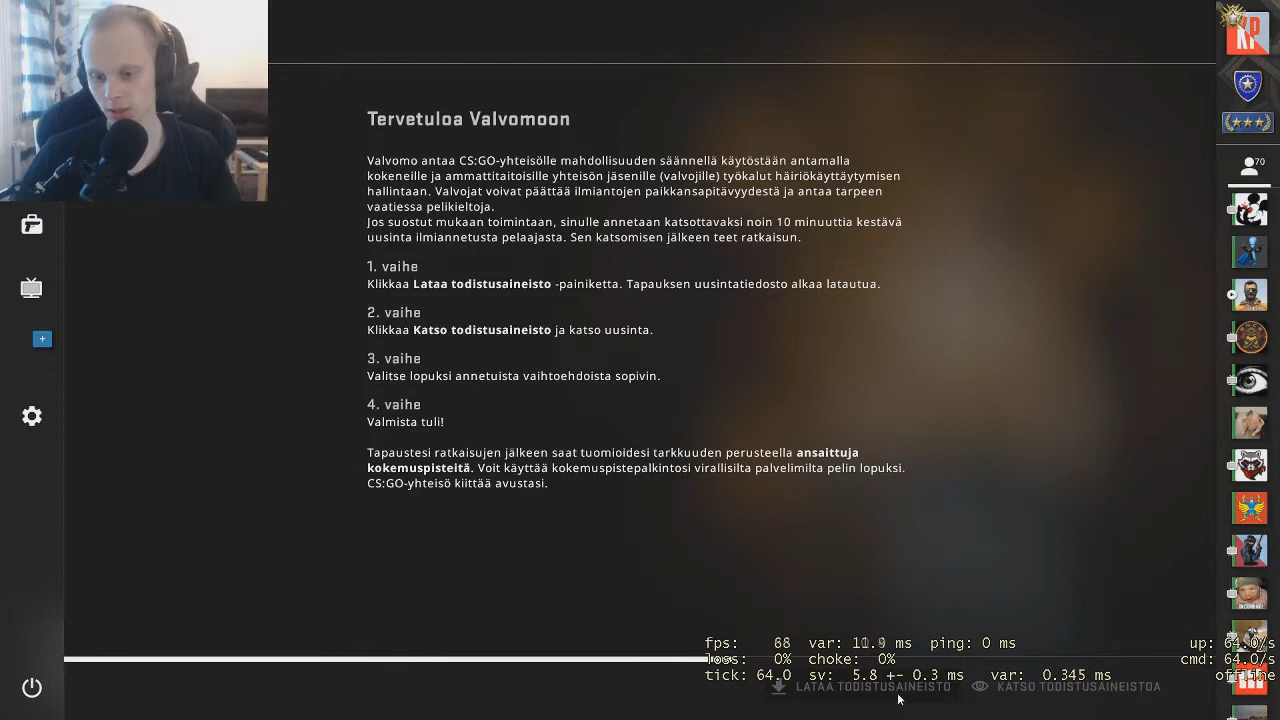 KP
70
Tervetuloa Valvomoon
Valvomo antaa CS:GO-yhteisölle mahdollisuuden säännellä käytöstään antamalla
kokeneille ja ammattitaitoisille yhteisön jäsenille (valvojille) työkalut häiriökäyttäytymisen
hallintaan. Valvojat voivat päättää ilmiantojen paikkansapitävyydestä ja antaa tarpeen
vaatiessa pelikieltoja.
Jos suostut mukaan toimintaan, sinulle annetaan katsottavaksi noin 10 minuuttia kestävä
uusinta ilmiannetusta pelaajasta. Sen katsomisen jälkeen teet ratkaisun.
1. vaihe
Klikkaa Lataa todistusaineisto -painiketta. Tapauksen uusintatiedosto alkaa latautua.
2. vaihe
Klikkaa Katso todistusaineisto ja katso uusinta.
3. vaihe
Valitse lopuksi annetuista vaihtoehdoista sopivin.
4. vaihe
Valmista tuli!
Tapaustesi ratkaisujen jälkeen saat tuomioidesi tarkkuuden perusteella ansaittuja
kokemuspisteitä. Voit käyttää kokemuspistepalkintosi virallisilta palvelimilta pelin lopuksi.
CS:GO-yhteisö kiittää avustasi.
+
fps: 68 var: 11.9 ms ping: 0 ms up: 64.0/s
loss: 0% choke: 0% cmd: 64.0/s
tick: 64.0 sv: 5.8 +- 0.3 ms var: 0.345 ms offline
LATAA TODISTUSAINEISTO KATSO TODISTUSAINEISTOA